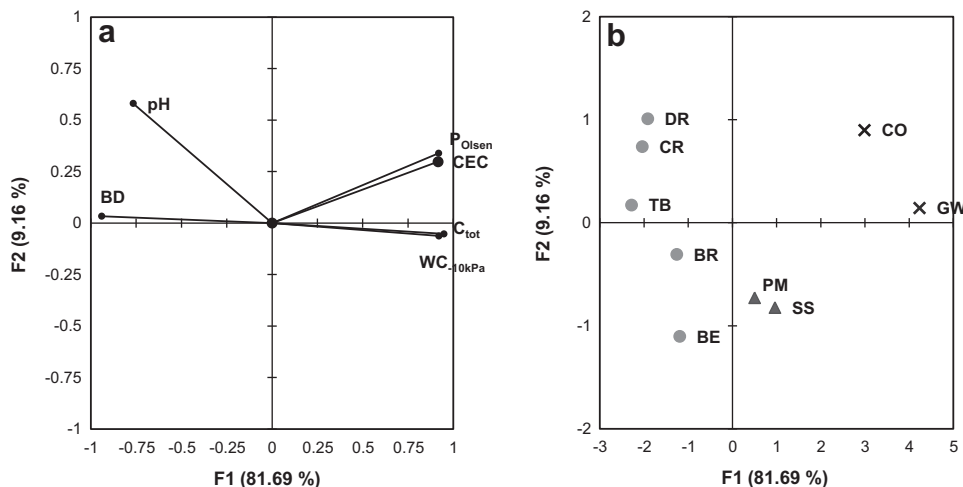 a
1
0.75
0.5
0.25
0
-0.25
-0.5
-0.75
-1
-1 -0.75 -0.5 -0.25 0 0.25 0.5 0.75 1
F2 (9.16 %)
F1 (81.69 %)
pH
BD
P Olsen
CEC
C tot
WC -10kPa
b
2
1
0
-1
-2
-3 -2 -1 0 1 2 3 4 5
F2 (9.16 %)
F1 (81.69 %)
DR
CR
TB
BR
BE
PM
SS
CO
GW